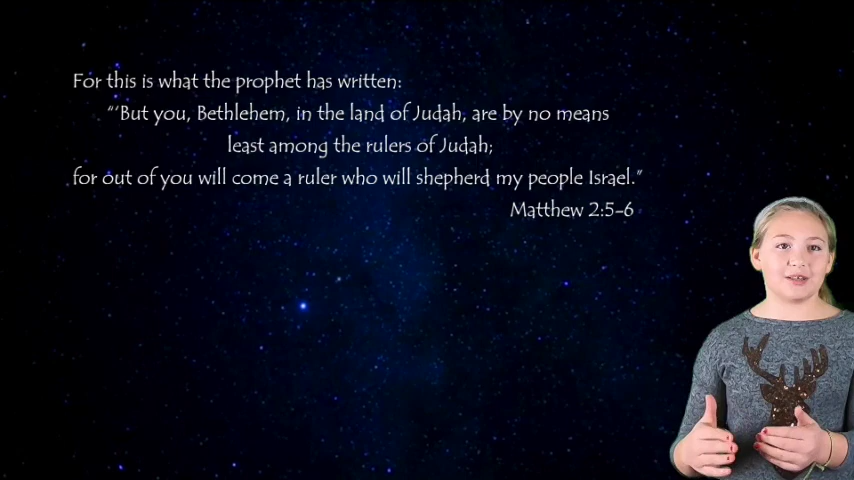 For this is what the prophet has written:
“‘But you, Bethlehem, in the land of Judah, are by no means
least among the rulers of Judah;
for out of you will come a ruler who will shepherd my people Israel.”
Matthew 2:5-6